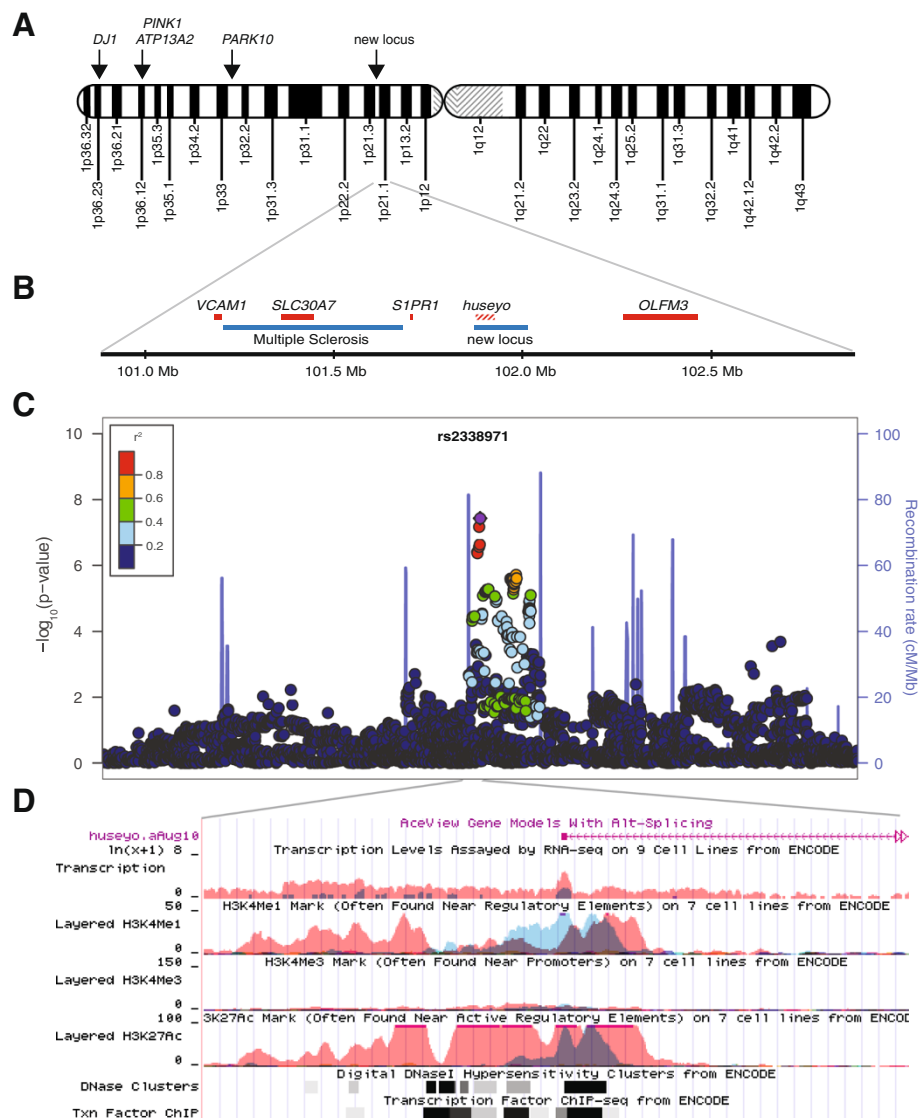 A
PINK1
DJ1 ATP13A2 PARK10 new locus
1p36.32 1p36.21 1p35.3 1p34.2 1p32.2 1p31.1 1p21.3 1p13.2 1q12 1q22 1q24.1 1q25.2 1q31.3 1q41 1q42.2
1p36.23 1p36.12 1p35.1 1p33 1p31.3 1p22.2 1p21.1 1p12 1q21.2 1q23.2 1q24.3 1q31.1 1q32.2 1q42.12 1q43
B
VCAM1 SLC30A7 S1PR1 huseyo OLFM3
Multiple Sclerosis new locus
101.0 Mb 101.5 Mb 102.0 Mb 102.5 Mb
C
rs2338971
r²
0.8
0.6
0.4
0.2
10
8
6
4
2
0
−log10(p-value)
100
80
60
40
20
0
Recombination rate (cM/Mb)
D
AceView Gene Models With Alt-Splicing
huseyo.aAug10
ln(x+1) 8 Transcription Levels Assayed by RNA-seq on 9 Cell Lines from ENCODE
Transcription
0
50 H3K4Me1 Mark (Often Found Near Regulatory Elements) on 7 cell lines from ENCODE
Layered H3K4Me1
0
150 H3K4Me3 Mark (Often Found Near Promoters) on 7 cell lines from ENCODE
Layered H3K4Me3
0
100 3K27Ac Mark (Often Found Near Active Regulatory Elements) on 7 cell lines from ENCOD
Layered H3K27Ac
0
Digital DNaseI Hypersensitivity Clusters from ENCODE
DNase Clusters
Transcription Factor ChIP-seq from ENCODE
Txn Factor ChIP